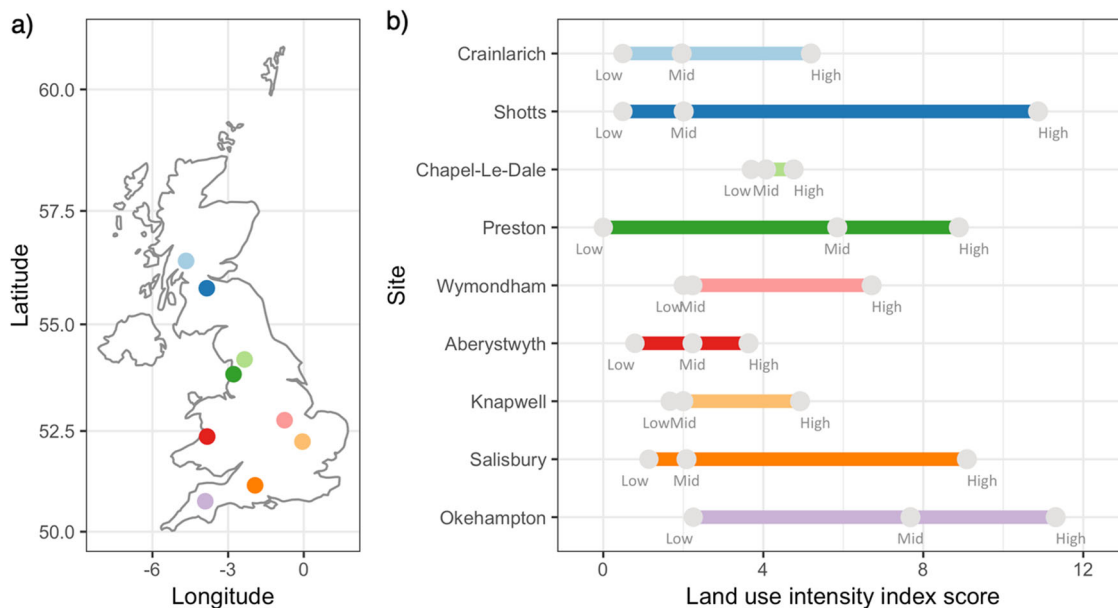 a)
Latitude
60.0
57.5
55.0
52.5
50.0
-6
-3
0
Longitude
b)
Site
Crainlarich
Low
Mid
High
Shotts
Low
Mid
High
Chapel-Le-Dale
Low
Mid
High
Preston
Low
Mid
High
Wymondham
Low
Mid
High
Aberystwyth
Low
Mid
High
Knapwell
Low
Mid
High
Salisbury
Low
Mid
High
Okehampton
Low
Mid
High
0
4
8
12
Land use intensity index score